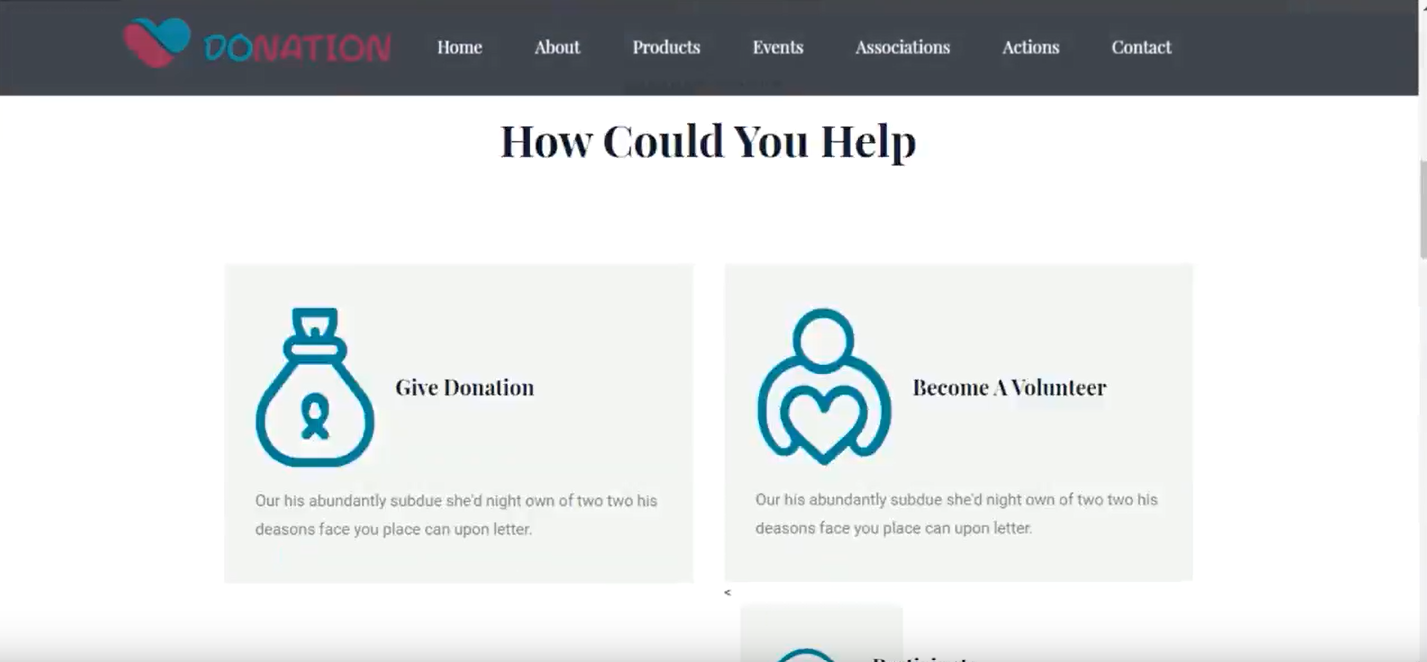 DONATION
Home About Products Events Associations Actions Contact
How Could You Help
Give Donation
Our his abundantly subdue she'd night own of two two his
deasons face you place can upon letter.
Become A Volunteer
Our his abundantly subdue she'd night own of two two his
deasons face you place can upon letter.
<